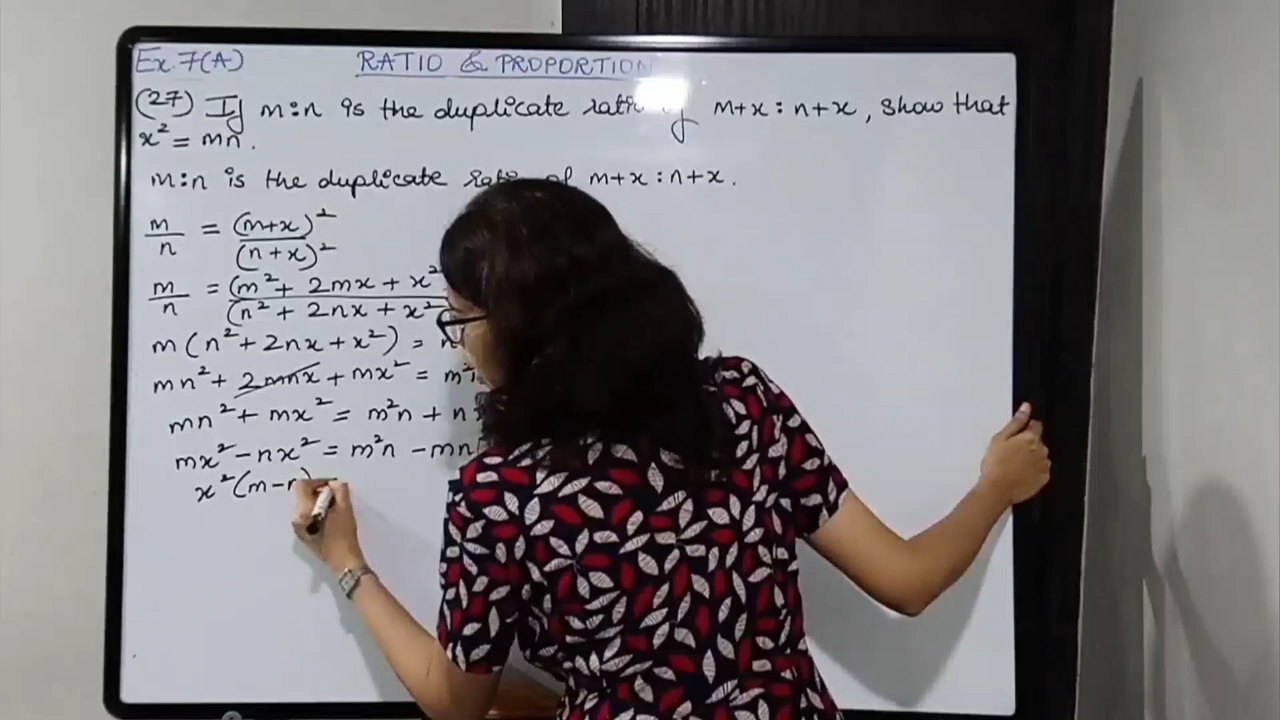 Ex.7(A) RATIO & PROPORTION
(27) If m:n is the duplicate ratio of m+x : n+x, show that
x² = mn.
m:n is the duplicate ratio of m+x : n+x.
m/n = (m+x)²/(n+x)²
m/n = (m² + 2mx + x²/(n² + 2nx + x²
m(n² + 2nx + x²) = n
mn² + 2mnx + mx² = m²n
mn² + mx² = m²n + n
mx² - nx² = m²n - mn
x²(m-n) =